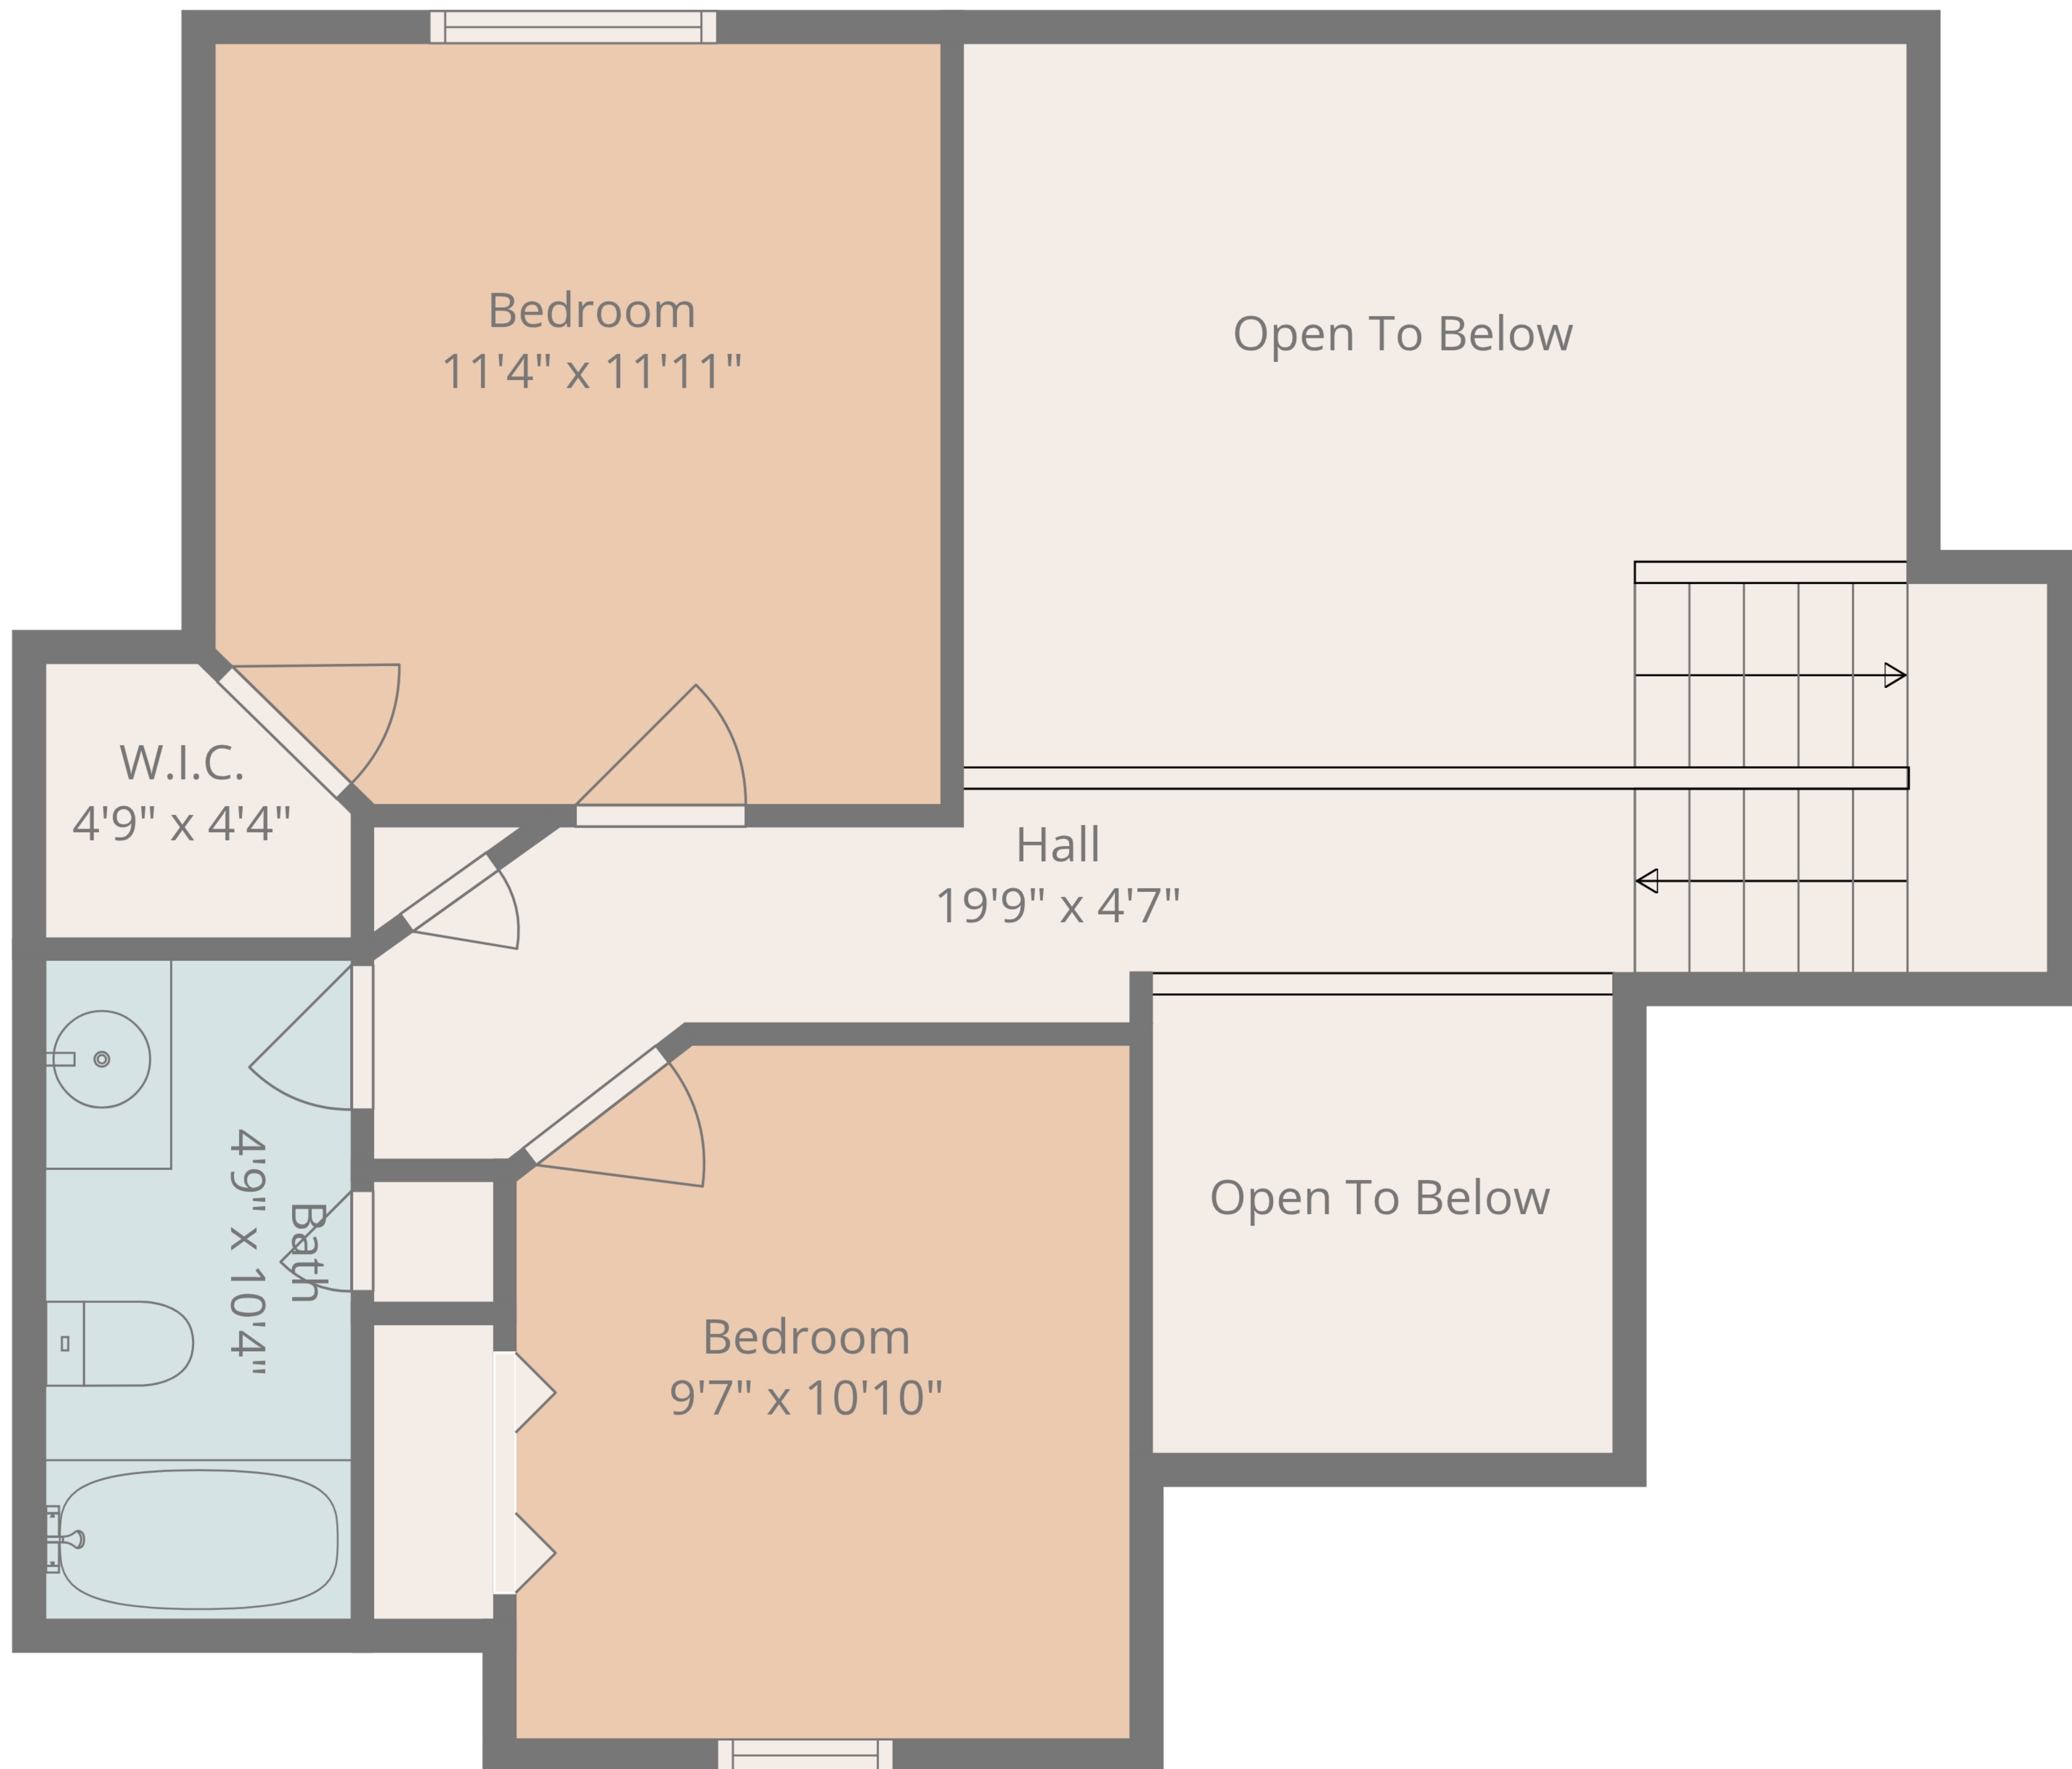 Bedroom
11'4" x 11'11"
Open To Below
W.I.C.
4'9" x 4'4"
Hall
19'9" x 4'7"
Bath
4'9" x 10'4"
Open To Below
Bedroom
9'7" x 10'10"